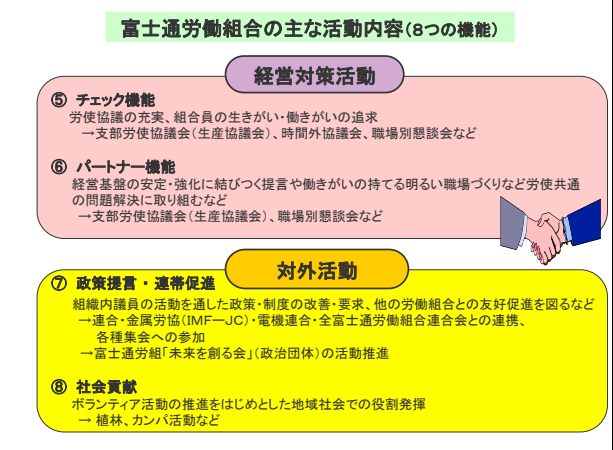 富士通労働組合の主な活動内容（８つの機能）
経営対策活動
⑤ チェック機能
労使協議の充実、組合員の生きがい・働きがいの追求
→支部労使協議会（生産協議会）、時間外協議会、職場別懇談会など
⑥ パートナー機能
経営基盤の安定・強化に結びつく提言や働きがいの持てる明るい職場づくりなど労使共通
の問題解決に取り組むなど
→支部労使協議会（生産協議会）、職場別懇談会など
対外活動
⑦ 政策提言・連帯促進
組織内議員の活動を通した政策・制度の改善・要求、他の労働組合との友好促進を図るなど
→連合・金属労協（IMF－JC）・電機連合・全富士通労働組合連合会との連携、
各種集会への参加
→富士通労組「未来を創る会」（政治団体）の活動推進
⑧ 社会貢献
ボランティア活動の推進をはじめとした地域社会での役割発揮
→ 植林、カンパ活動など